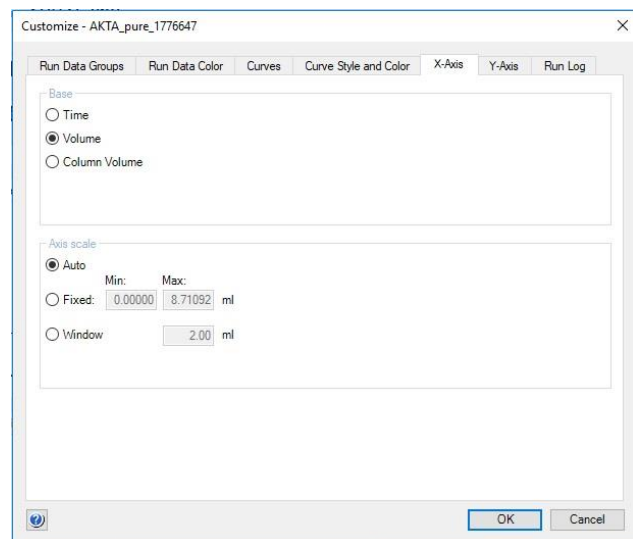 Customize - AKTA_pure_1776647
Run Data Groups Run Data Color Curves Curve Style and Color X-Axis Y-Axis Run Log
Base
Time
Volume
Column Volume
Axis scale
Auto
Min: Max:
Fixed: 0.00000 8.71092 ml
Window 2.00 ml
OK Cancel